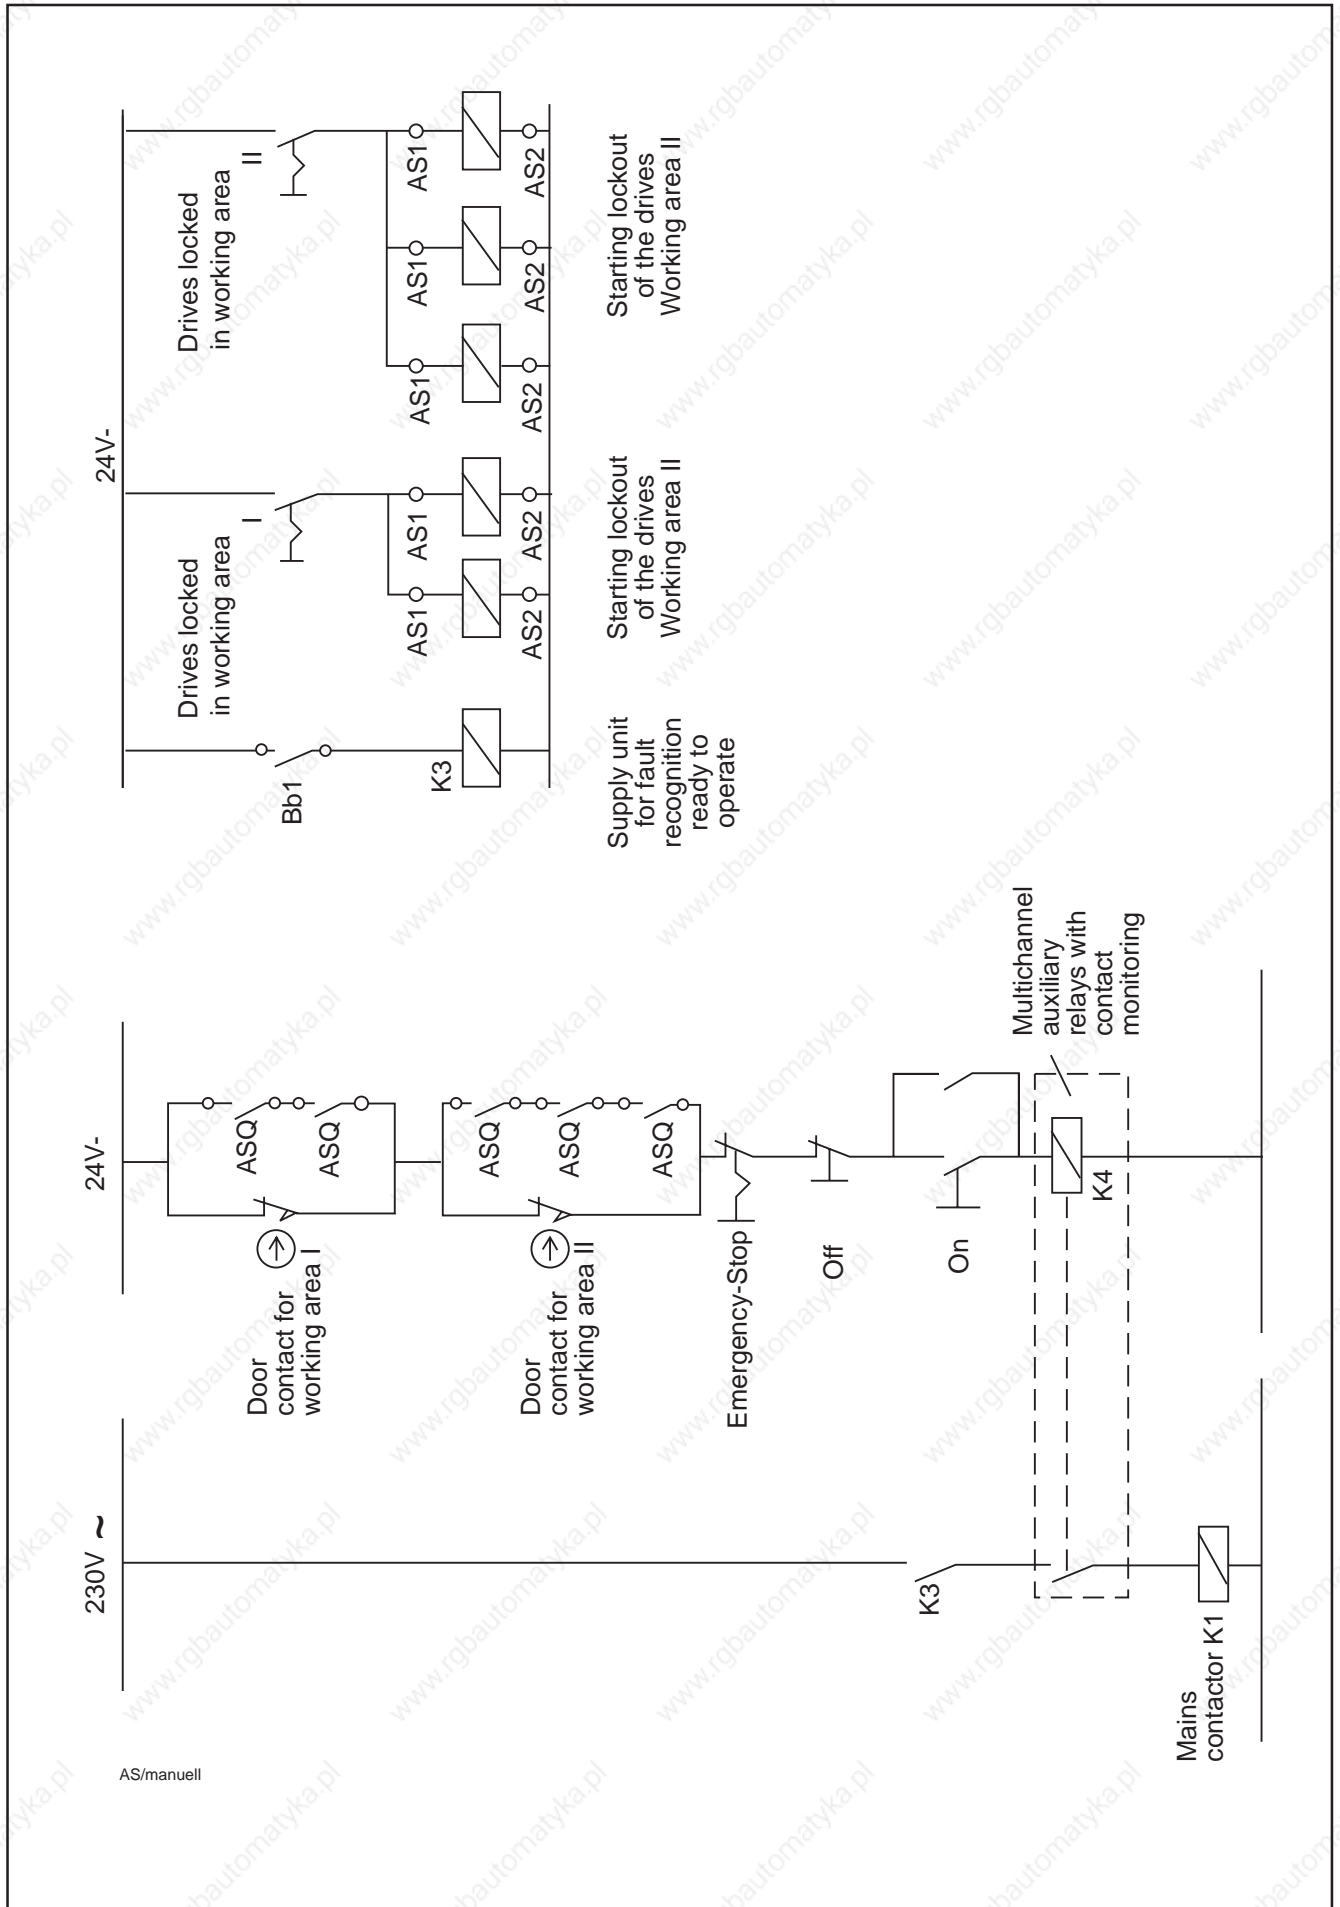 230V ~
K3
Mains
contactor K1
24V-
Door
contact for
working area I
ASQ
ASQ
Door
contact for
working area II
ASQ
ASQ
ASQ
Emergency-Stop
Off
On
K4
Multichannel
auxiliary
relays with
contact
monitoring
24V-
Bb1
K3
Supply unit
for fault
recognition
ready to
operate
Drives locked
in working area I
AS1
AS1
AS2
AS2
Starting lockout
of the drives
Working area II
Drives locked
in working area II
AS1
AS1
AS1
AS2
AS2
AS2
Starting lockout
of the drives
Working area II
AS/manuell
www.rgbautomatyka.pl